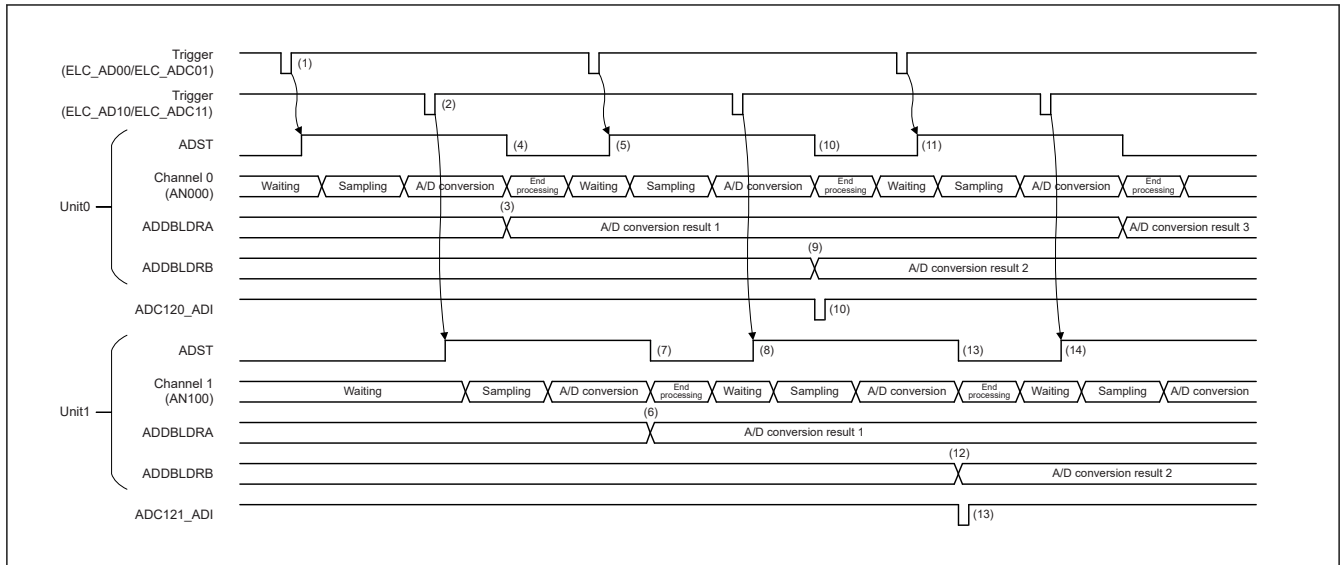 Trigger
(ELC_AD00/ELC_ADC01)
(1)
Trigger
(ELC_AD10/ELC_ADC11)
(2)
Unit0
ADST
(4)
(5)
(10)
(11)
Channel 0
(AN000)
Waiting
Sampling
A/D conversion
End
processing
Waiting
Sampling
A/D conversion
End
processing
Waiting
Sampling
A/D conversion
End
processing
(3)
ADDBLDRA
A/D conversion result 1
A/D conversion result 3
(9)
ADDBLDRB
A/D conversion result 2
ADC120_ADI
(10)
Unit1
ADST
(7)
(8)
(13)
(14)
Channel 1
(AN100)
Waiting
Sampling
A/D conversion
End
processing
Waiting
Sampling
A/D conversion
End
processing
Waiting
Sampling
A/D conversion
(6)
ADDBLDRA
A/D conversion result 1
(12)
ADDBLDRB
A/D conversion result 2
ADC121_ADI
(13)